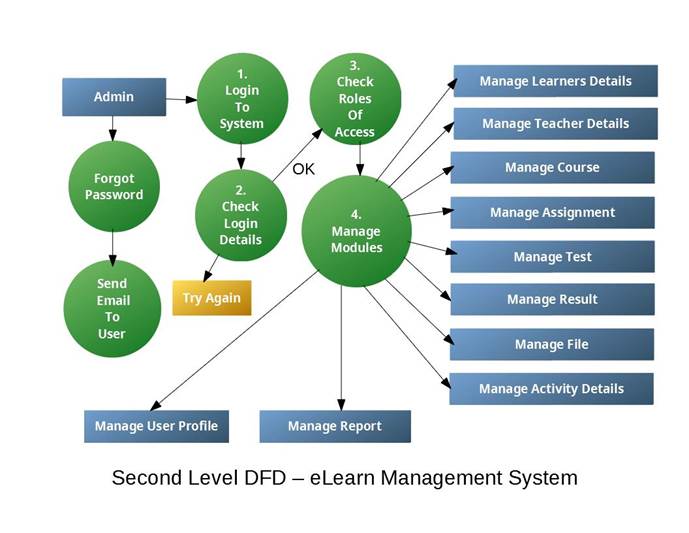 Admin
1.
Login
To
System
3.
Check
Roles
Of
Access
Manage Learners Details
Manage Teacher Details
Manage Course
Manage Assignment
Manage Test
Manage Result
Manage File
Manage Activity Details
Forgot
Password
OK
2.
Check
Login
Details
4.
Manage
Modules
Send
Email
To
User
Try Again
Manage User Profile
Manage Report
Second Level DFD – eLearn Management System